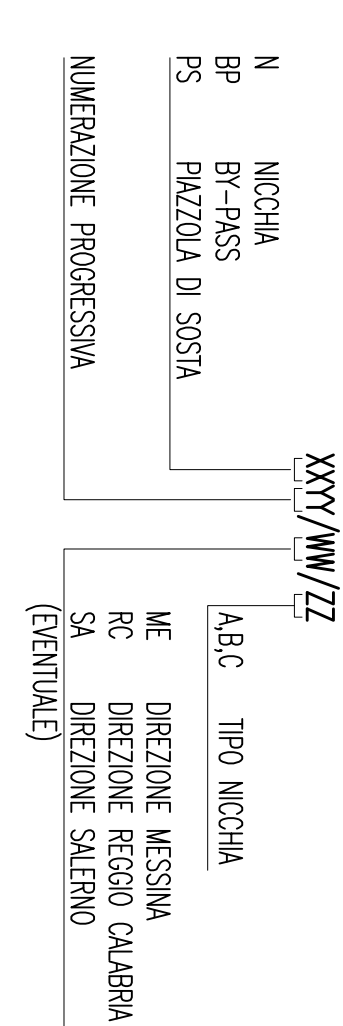 XXYY/WW/ZZ
N NICCHIA
BP BY-PASS
PS PIAZZOLA DI SOSTA
NUMERAZIONE PROGRESSIVA
A,B,C TIPO NICCHIA
ME DIREZIONE MESSINA
RC DIREZIONE REGGIO CALABRIA
SA DIREZIONE SALERNO
(EVENTUALE)